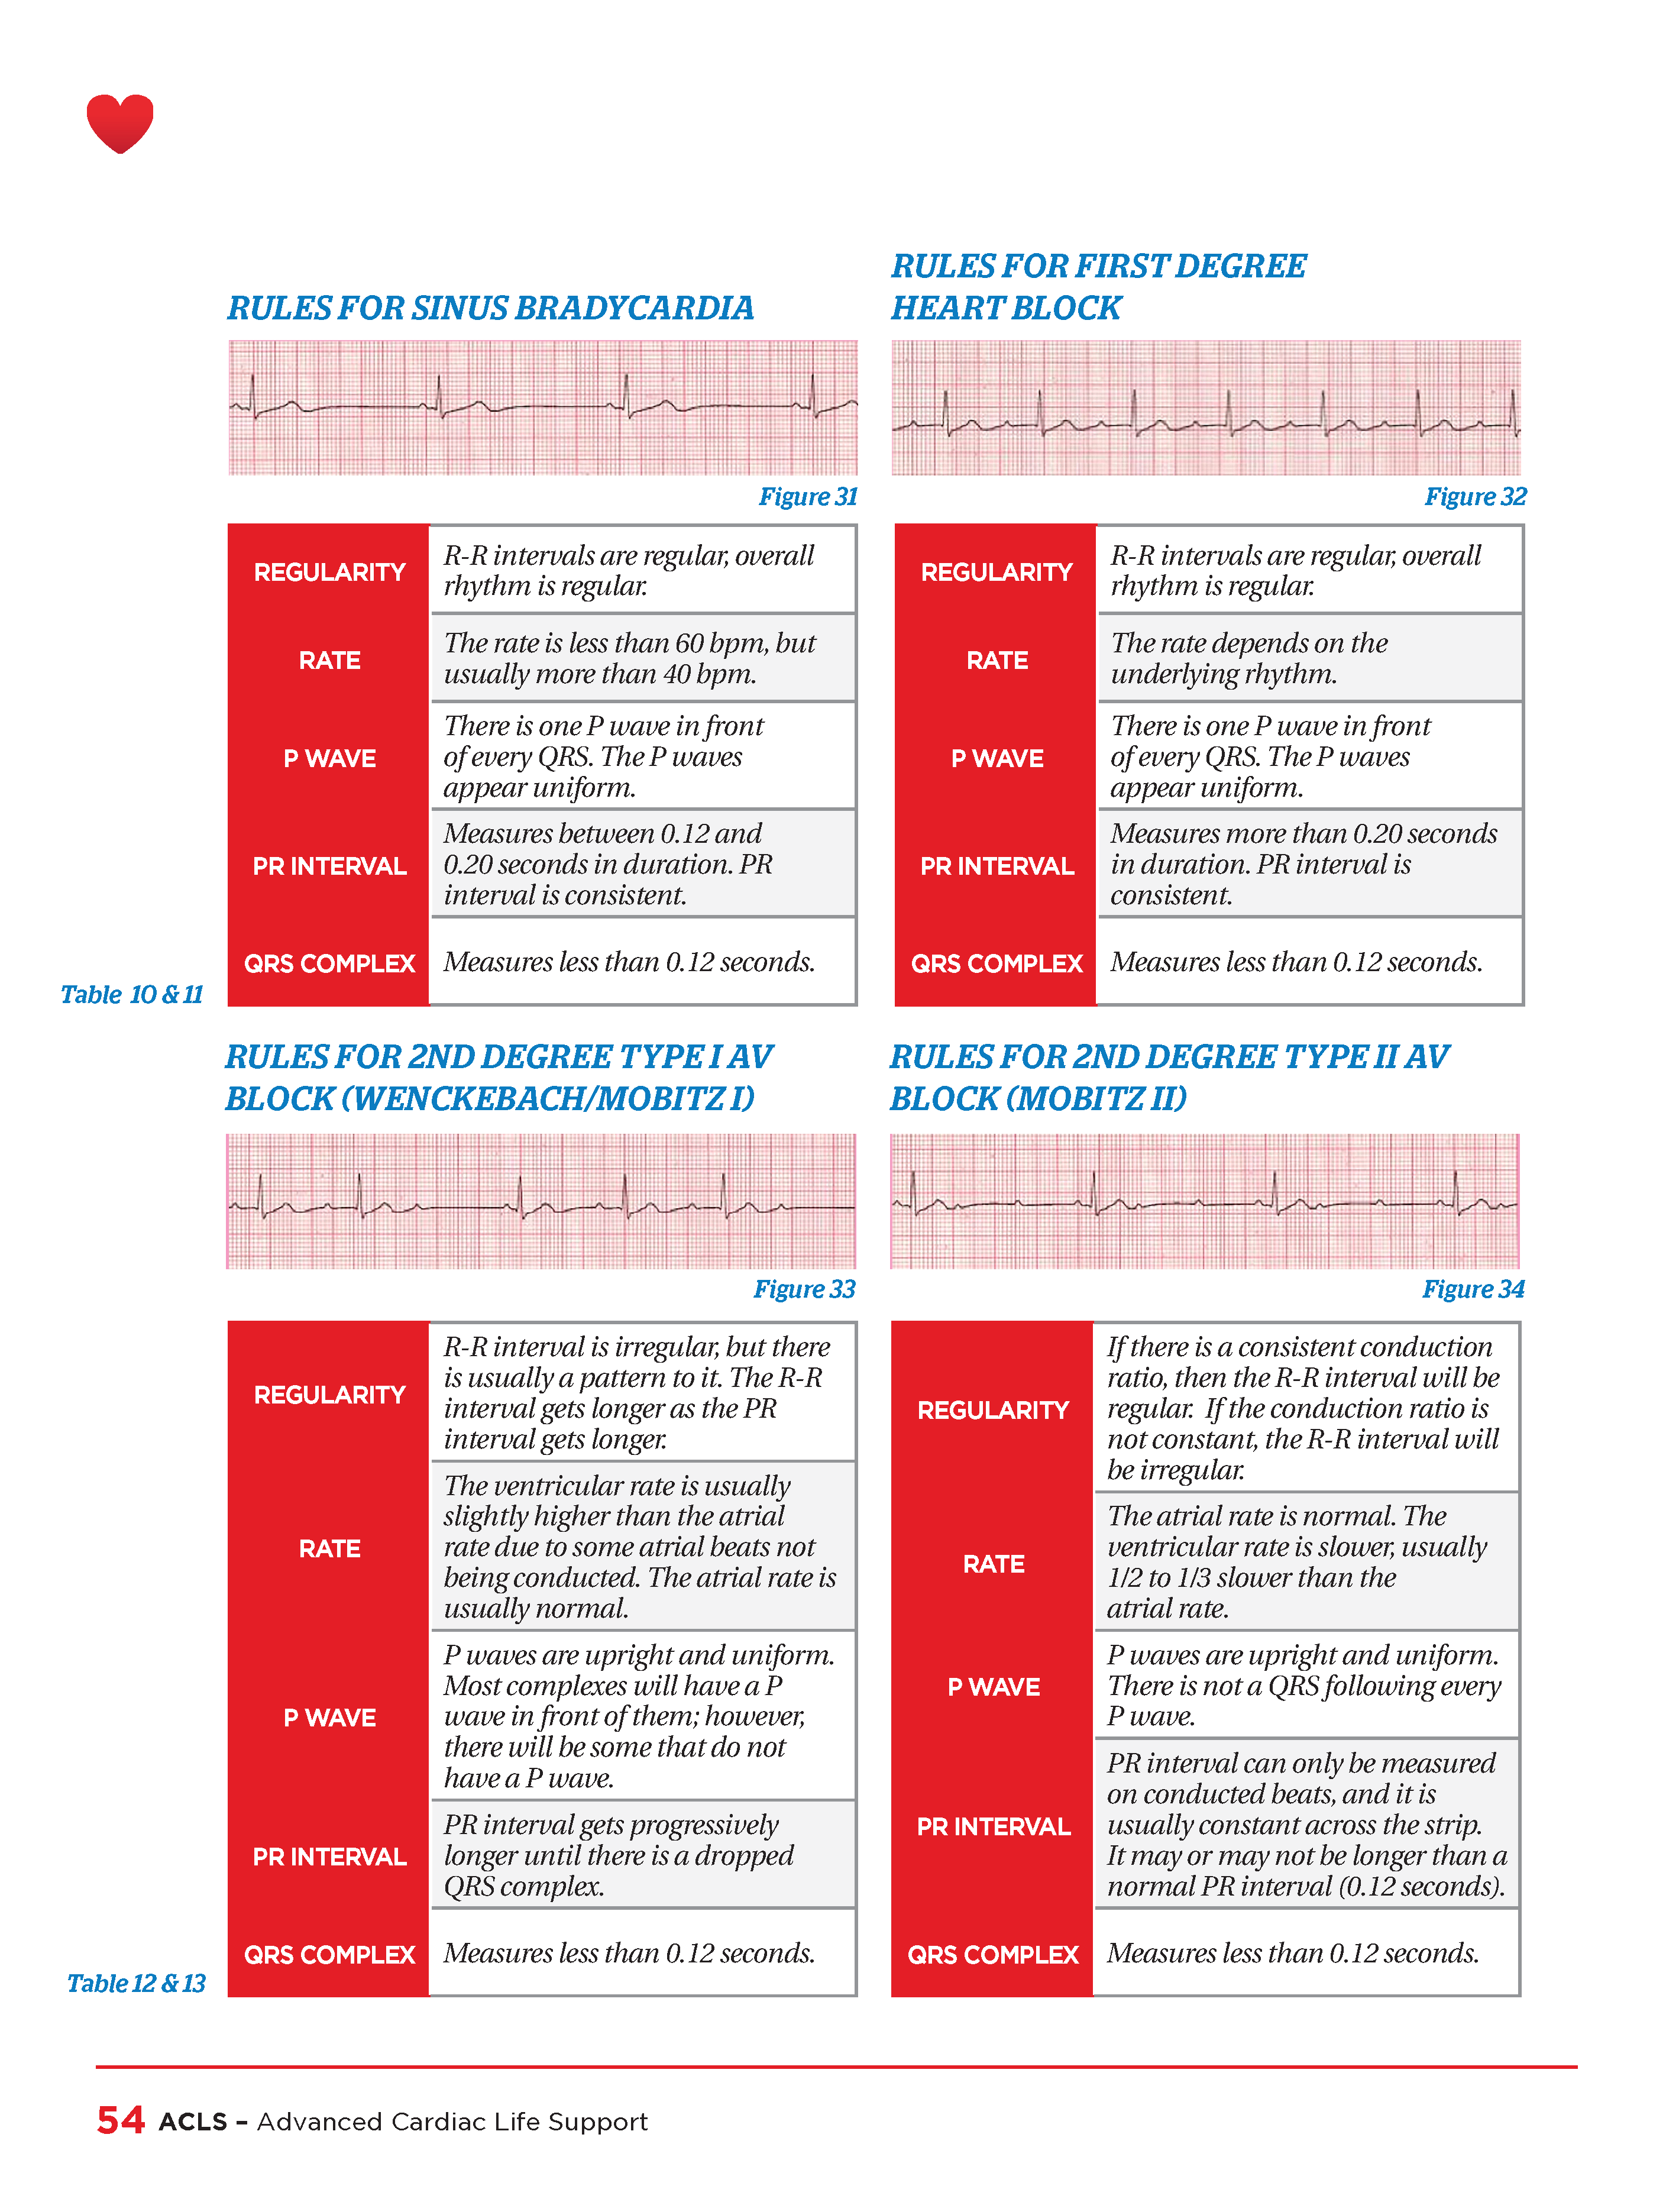 RULES FOR SINUS BRADYCARDIA
Figure 31
REGULARITY
R-R intervals are regular, overall
rhythm is regular.
RATE
The rate is less than 60 bpm, but
usually more than 40 bpm.
P WAVE
There is one P wave in front
of every QRS. The P waves
appear uniform.
PR INTERVAL
Measures between 0.12 and
0.20 seconds in duration. PR
interval is consistent.
QRS COMPLEX
Measures less than 0.12 seconds.
RULES FOR FIRST DEGREE
HEART BLOCK
Figure 32
REGULARITY
R-R intervals are regular, overall
rhythm is regular.
RATE
The rate depends on the
underlying rhythm.
P WAVE
There is one P wave in front
of every QRS. The P waves
appear uniform.
PR INTERVAL
Measures more than 0.20 seconds
in duration. PR interval is
consistent.
QRS COMPLEX
Measures less than 0.12 seconds.
Table 10 & 11
RULES FOR 2ND DEGREE TYPE I AV
BLOCK (WENCKEBACH/MOBITZ I)
Figure 33
REGULARITY
R-R interval is irregular, but there
is usually a pattern to it. The R-R
interval gets longer as the PR
interval gets longer.
RATE
The ventricular rate is usually
slightly higher than the atrial
rate due to some atrial beats not
being conducted. The atrial rate is
usually normal.
P WAVE
P waves are upright and uniform.
Most complexes will have a P
wave in front of them; however,
there will be some that do not
have a P wave.
PR INTERVAL
PR interval gets progressively
longer until there is a dropped
QRS complex.
QRS COMPLEX
Measures less than 0.12 seconds.
RULES FOR 2ND DEGREE TYPE II AV
BLOCK (MOBITZ II)
Figure 34
REGULARITY
If there is a consistent conduction
ratio, then the R-R interval will be
regular. If the conduction ratio is
not constant, the R-R interval will
be irregular.
RATE
The atrial rate is normal. The
ventricular rate is slower, usually
1/2 to 1/3 slower than the
atrial rate.
P WAVE
P waves are upright and uniform.
There is not a QRS following every
P wave.
PR INTERVAL
PR interval can only be measured
on conducted beats, and it is
usually constant across the strip.
It may or may not be longer than a
normal PR interval (0.12 seconds).
QRS COMPLEX
Measures less than 0.12 seconds.
Table 12 & 13
54 ACLS – Advanced Cardiac Life Support